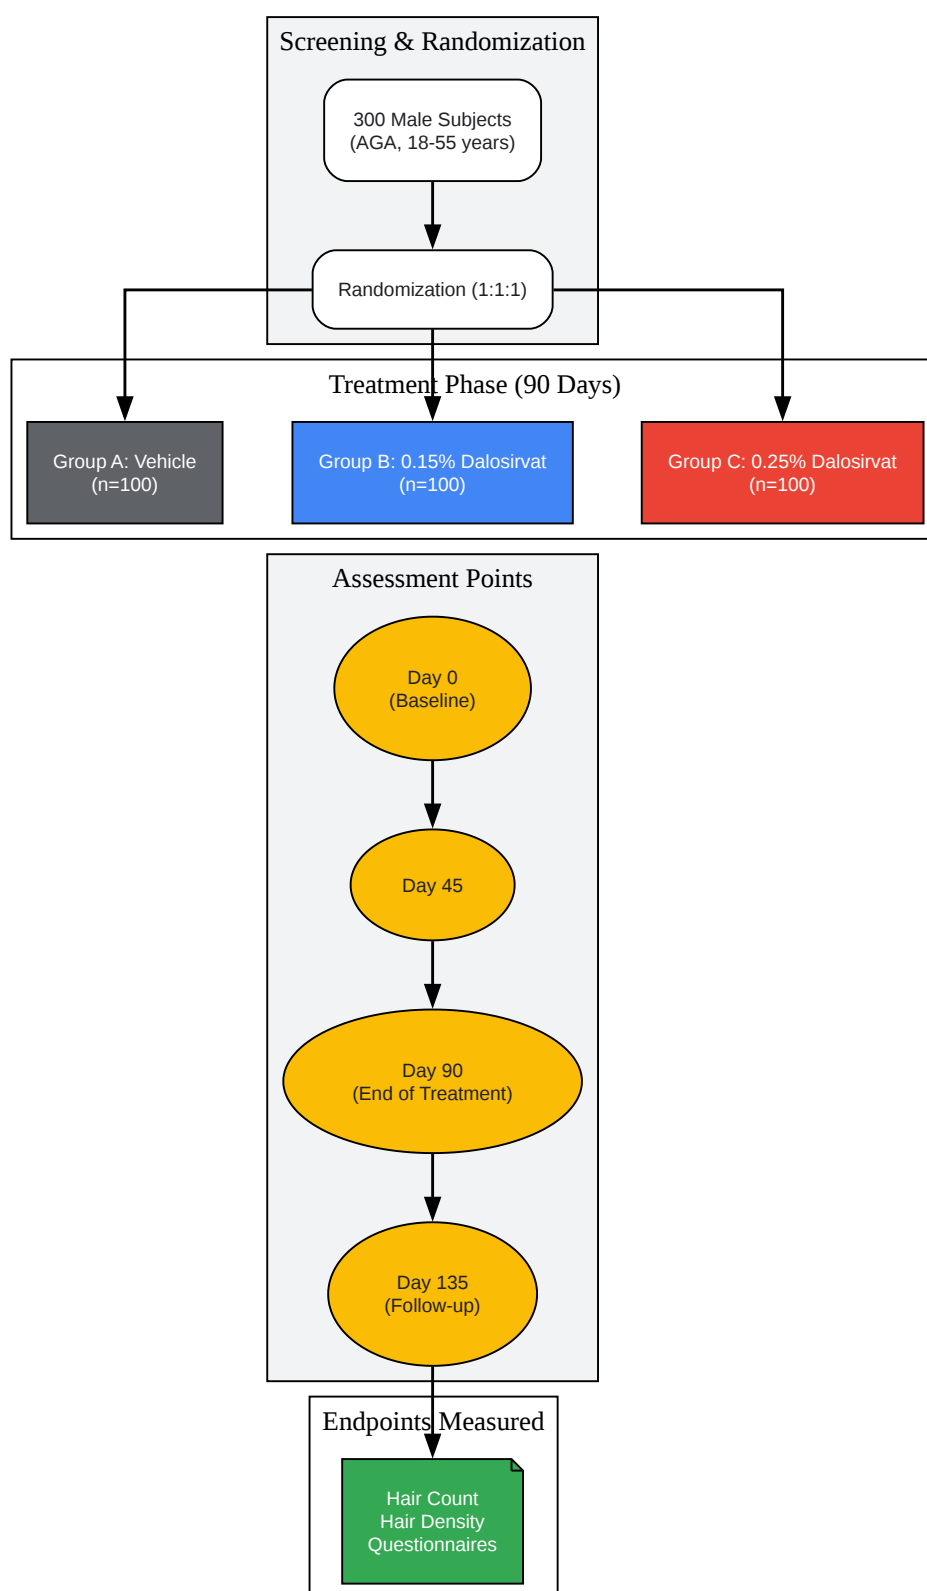 Screening & Randomization
300 Male Subjects
(AGA, 18-55 years)
Randomization (1:1:1)
Treatment Phase (90 Days)
Group A: Vehicle
(n=100)
Group B: 0.15% Dalosirvat
(n=100)
Group C: 0.25% Dalosirvat
(n=100)
Assessment Points
Day 0
(Baseline)
Day 45
Day 90
(End of Treatment)
Day 135
(Follow-up)
Endpoints Measured
Hair Count
Hair Density
Questionnaires